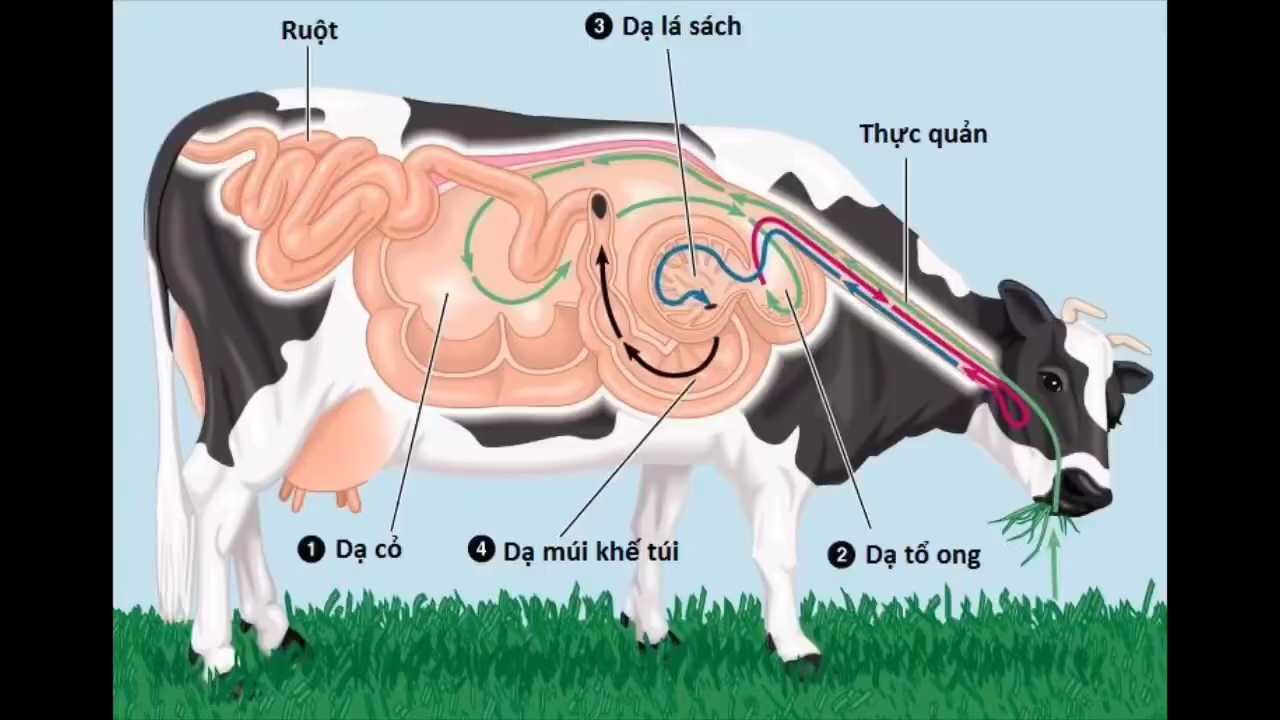 Ruột
3 Dạ lá sách
Thực quản
1 Dạ cỏ
4 Dạ múi khế túi
2 Dạ tổ ong